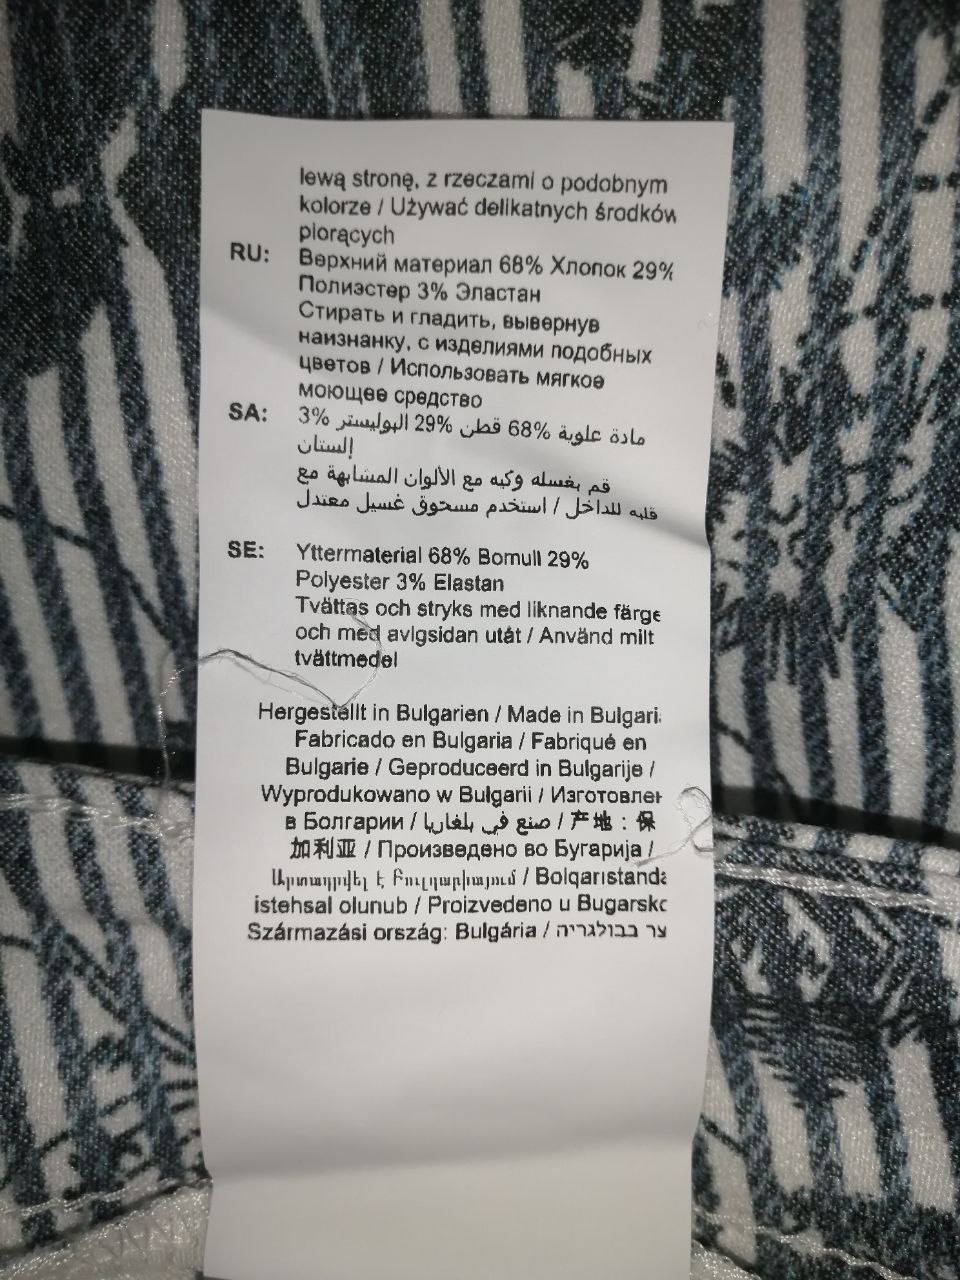 lewą stronę, z rzeczami o podobnym
kolorze / Używać delikatnych środków
piorących
RU: Верхний материал 68% Хлопок 29%
Полиэстер 3% Эластан
Стирать и гладить, вывернув
наизнанку, с изделиями подобных
цветов / Использовать мягкое
моющее средство
SA: مادة علوية 68% قطن 29% البوليستر 3%
إلستان
قم بغسله وكيه مع الألوان المشابهة مع
قلبه للداخل / استخدم مسحوق غسيل معتدل
SE: Yttermaterial 68% Bomull 29%
Polyester 3% Elastan
Tvättas och stryks med liknande färge
och med avigsidan utåt / Använd milt
tvättmedel
Hergestellt in Bulgarien / Made in Bulgari
Fabricado en Bulgaria / Fabriqué en
Bulgarie / Geproduceerd in Bulgarije /
Wyprodukowano w Bulgarii / Изготовлен
в Болгарии / صنع في بلغاريا / 产地：保
加利亚 / Произведено во Бугарија /
Արտադրվել է Բուլղարիայում / Bolqarıstanda
istehsal olunub / Proizvedeno u Bugarsko
Származási ország: Bulgária / צר בבולגריה